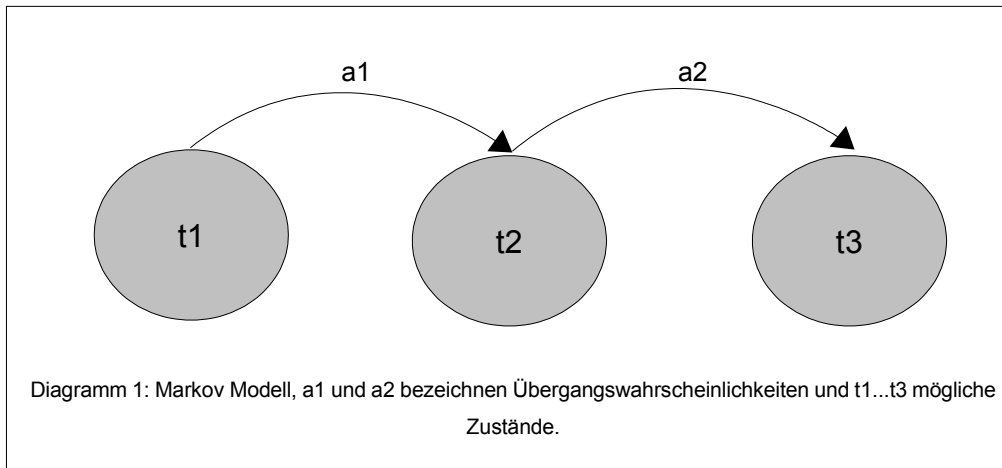 a1 a2
t1 t2 t3
Diagramm 1: Markov Modell, a1 und a2 bezeichnen Übergangswahrscheinlichkeiten und t1...t3 mögliche
Zustände.